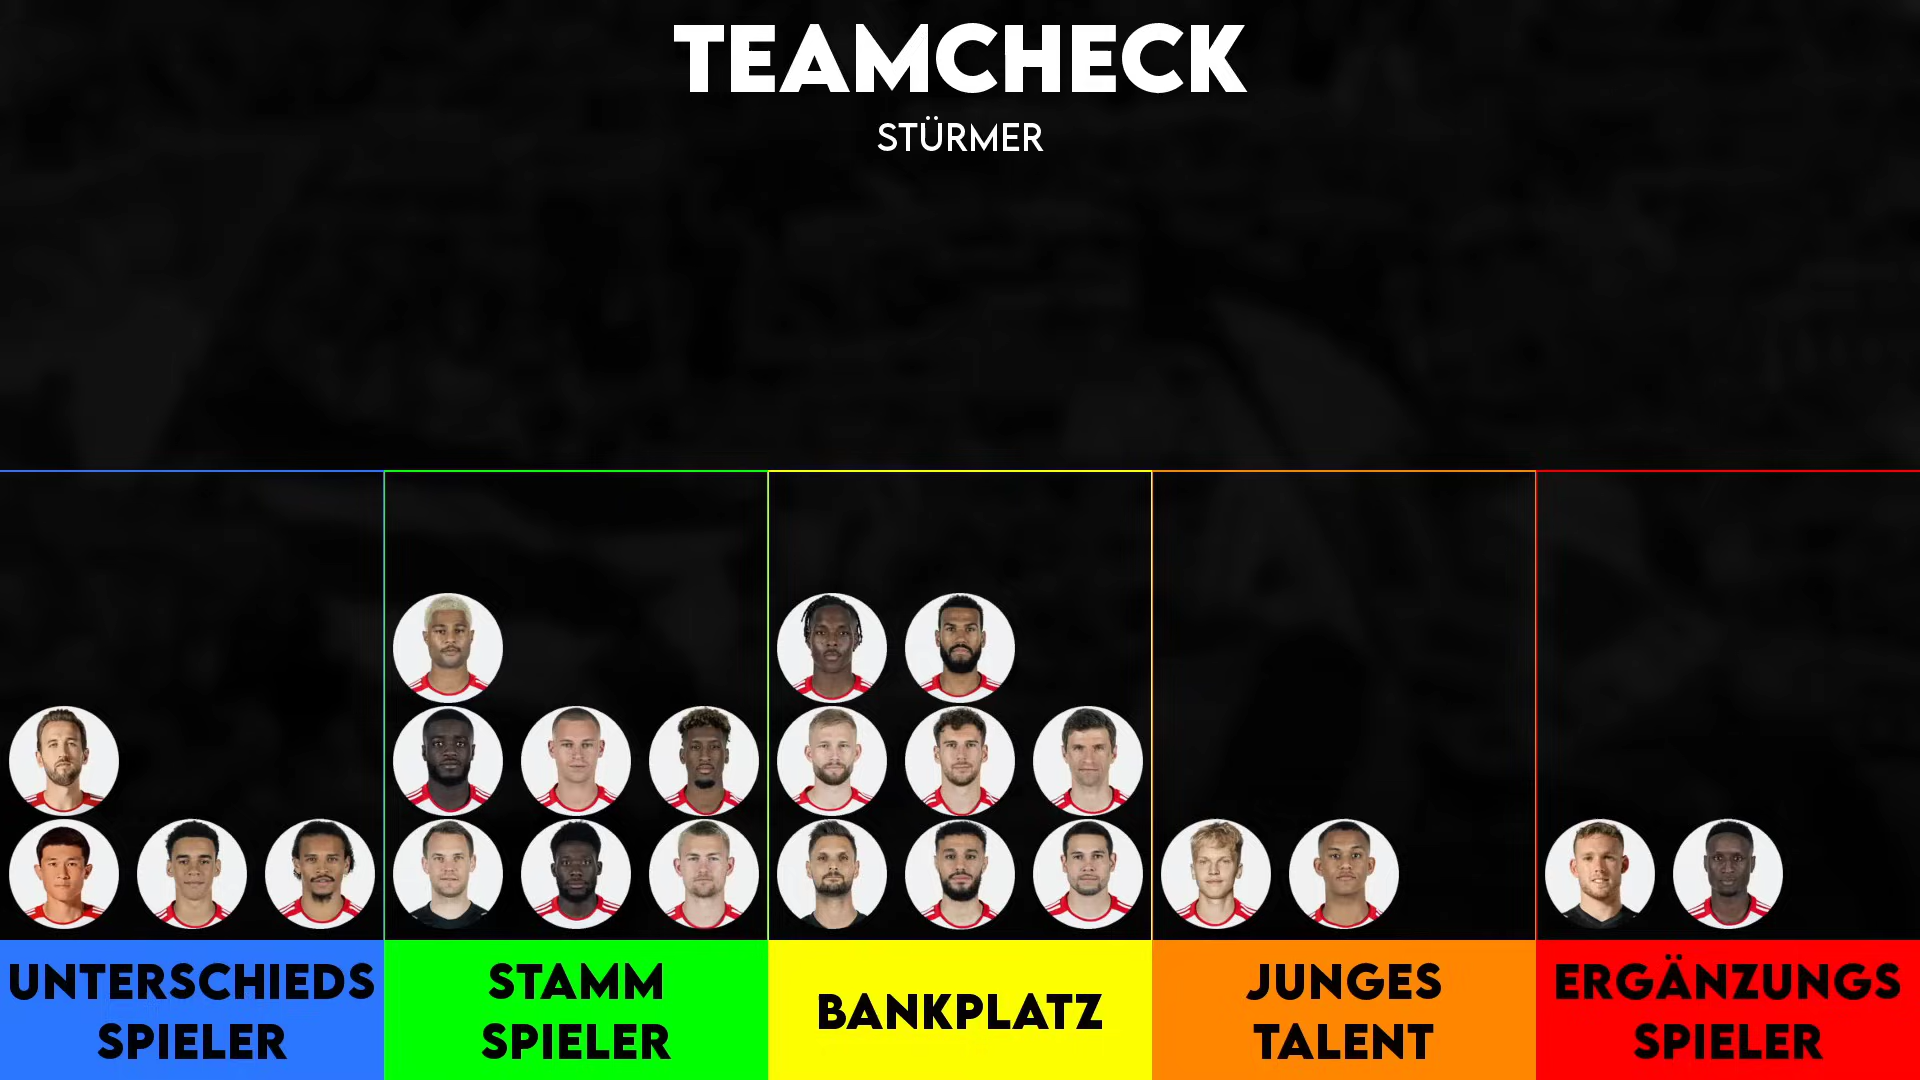 TEAMCHECK
STÜRMER
UNTERSCHIEDS
SPIELER
STAMM
SPIELER
BANKPLATZ
JUNGES
TALENT
ERGÄNZUNGS
SPIELER